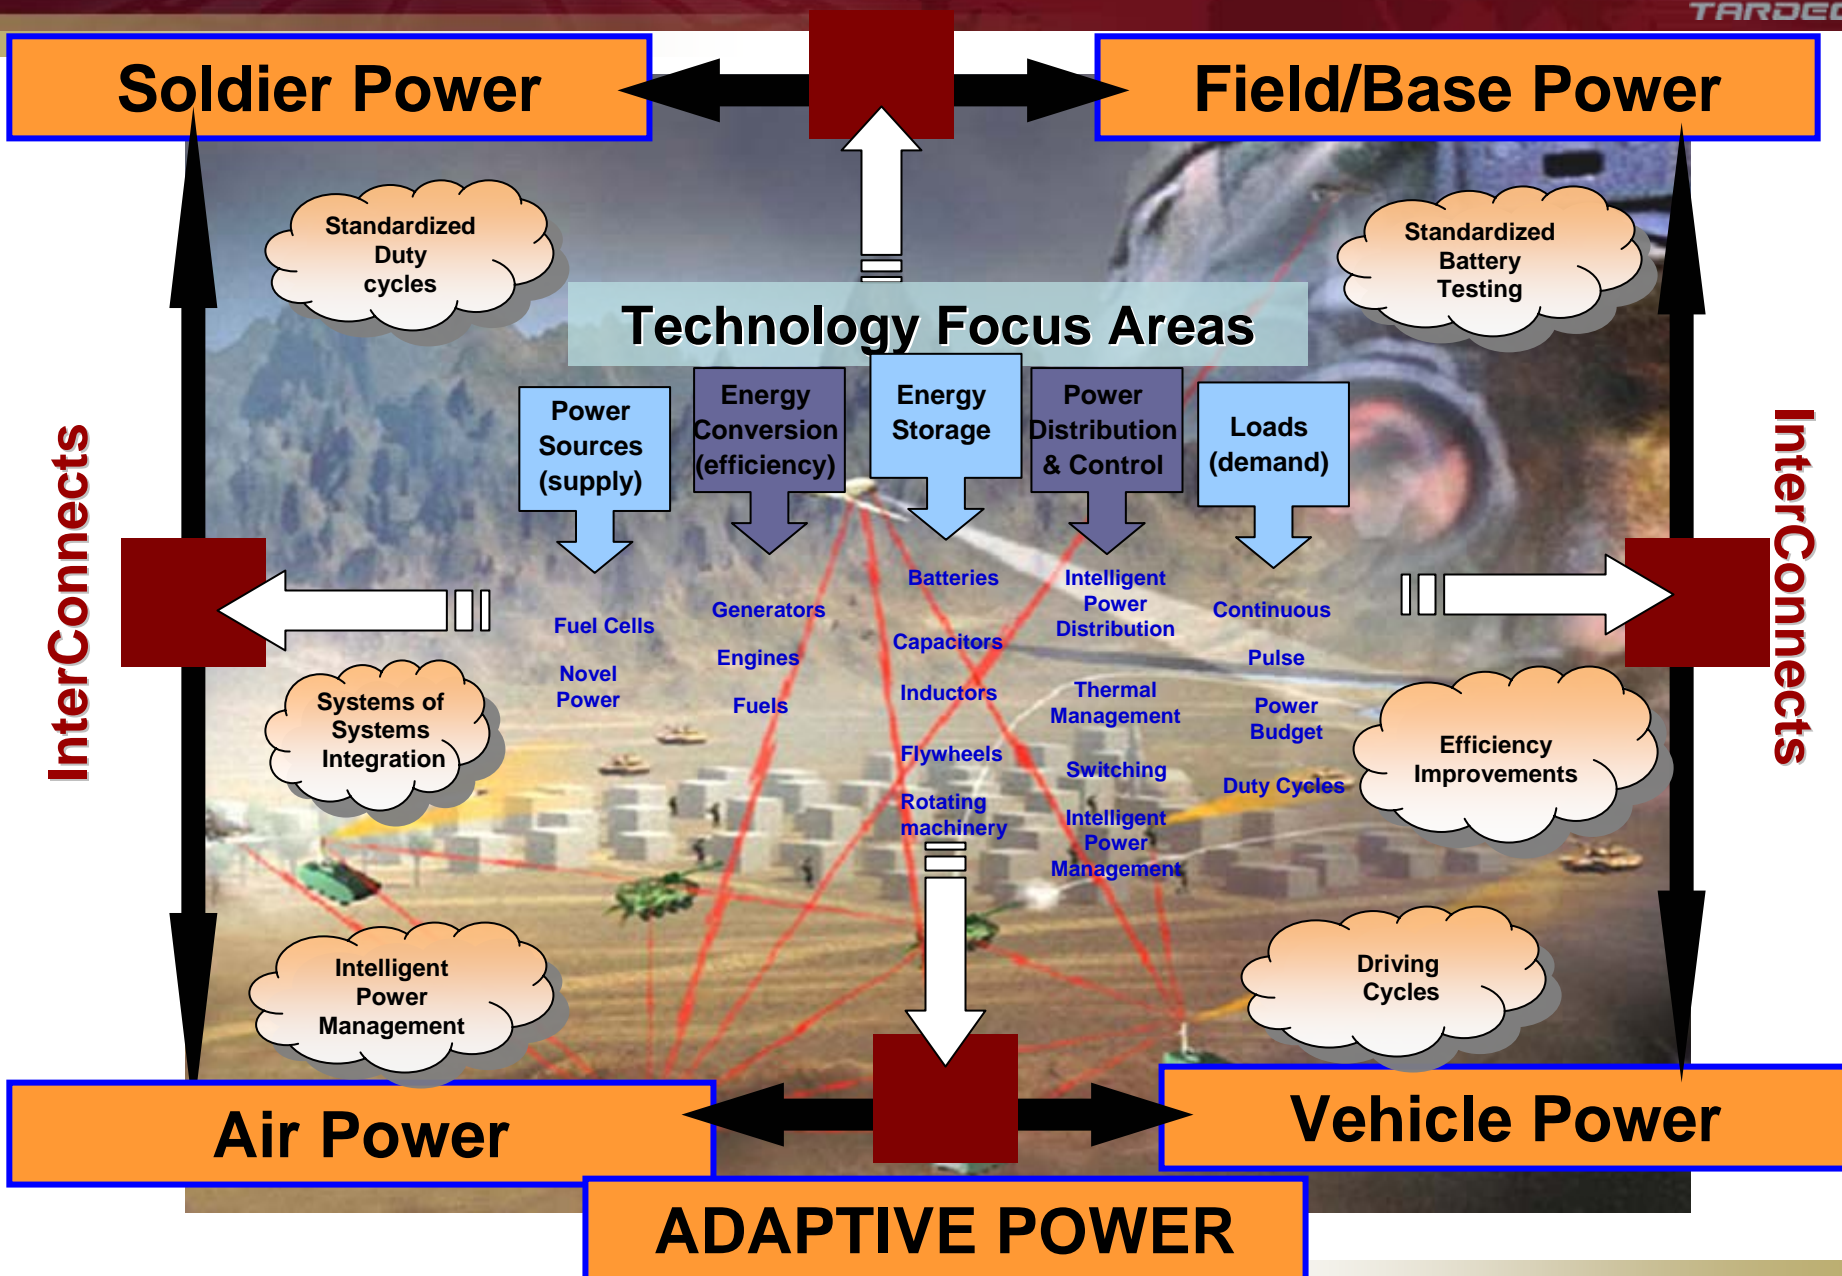 TARDEC
Soldier Power
Field/Base Power
Standardized
Duty
cycles
Standardized
Battery
Testing
Technology Focus Areas
Power
Sources
(supply)
Energy
Conversion
(efficiency)
Energy
Storage
Power
Distribution
& Control
Loads
(demand)
InterConnects
InterConnects
Fuel Cells
Novel
Power
Generators
Engines
Fuels
Batteries
Capacitors
Inductors
Flywheels
Rotating
machinery
Intelligent
Power
Distribution
Thermal
Management
Switching
Intelligent
Power
Management
Continuous
Pulse
Power
Budget
Duty Cycles
Systems of
Systems
Integration
Efficiency
Improvements
Intelligent
Power
Management
Driving
Cycles
Air Power
Vehicle Power
ADAPTIVE POWER